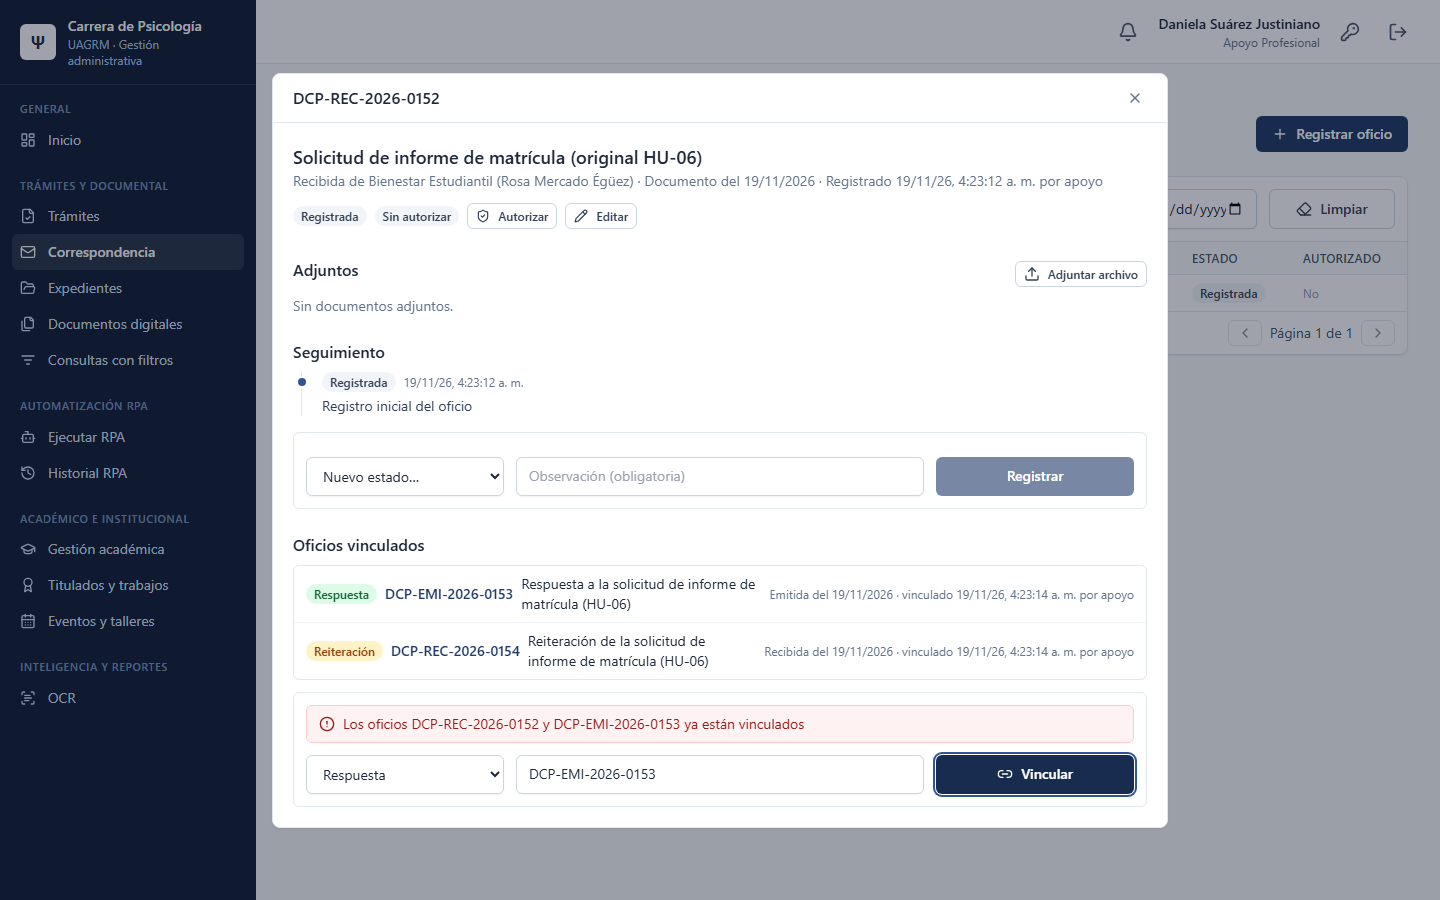 Ψ
Carrera de Psicología
UAGRM · Gestión
administrativa
GENERAL
Inicio
TRÁMITES Y DOCUMENTAL
Trámites
Correspondencia
Expedientes
Documentos digitales
Consultas con filtros
AUTOMATIZACIÓN RPA
Ejecutar RPA
Historial RPA
ACADÉMICO E INSTITUCIONAL
Gestión académica
Titulados y trabajos
Eventos y talleres
INTELIGENCIA Y REPORTES
OCR
Daniela Suárez Justiniano
Apoyo Profesional
Registrar oficio
/dd/yyyy
Limpiar
ESTADO AUTORIZADO
Registrada No
Página 1 de 1
DCP-REC-2026-0152
Solicitud de informe de matrícula (original HU-06)
Recibida de Bienestar Estudiantil (Rosa Mercado Égüez) · Documento del 19/11/2026 · Registrado 19/11/26, 4:23:12 a. m. por apoyo
Registrada Sin autorizar Autorizar Editar
Adjuntos
Adjuntar archivo
Sin documentos adjuntos.
Seguimiento
Registrada 19/11/26, 4:23:12 a. m.
Registro inicial del oficio
Nuevo estado... Observación (obligatoria) Registrar
Oficios vinculados
Respuesta DCP-EMI-2026-0153 Respuesta a la solicitud de informe de
matrícula (HU-06)
Emitida del 19/11/2026 · vinculado 19/11/26, 4:23:14 a. m. por apoyo
Reiteración DCP-REC-2026-0154 Reiteración de la solicitud de
informe de matrícula (HU-06)
Recibida del 19/11/2026 · vinculado 19/11/26, 4:23:14 a. m. por apoyo
Los oficios DCP-REC-2026-0152 y DCP-EMI-2026-0153 ya están vinculados
Respuesta DCP-EMI-2026-0153 Vincular